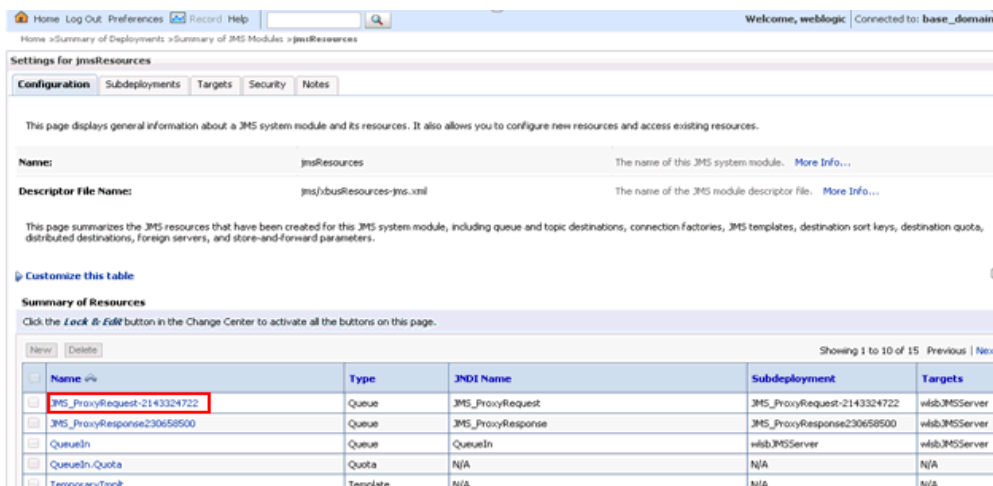 Home Log Out Preferences Record Help
Welcome, weblogic Connected to: base_domain
Home >Summary of Deployments >Summary of JMS Modules >jmsResources
Settings for jmsResources
Configuration Subdeployments Targets Security Notes
This page displays general information about a JMS system module and its resources. It also allows you to configure new resources and access existing resources.
Name: jmsResources The name of this JMS system module. More Info...
Descriptor File Name: jms/xbusResources-jms.xml The name of the JMS module descriptor file. More Info...
This page summarizes the JMS resources that have been created for this JMS system module, including queue and topic destinations, connection factories, JMS templates, destination sort keys, destination quota,
distributed destinations, foreign servers, and store-and-forward parameters.
Customize this table
Summary of Resources
Click the Lock & Edit button in the Change Center to activate all the buttons on this page.
New Delete Showing 1 to 10 of 15 Previous | Nex
Name Type JNDI Name Subdeployment Targets
JMS_ProxyRequest-2143324722 Queue JMS_ProxyRequest JMS_ProxyRequest-2143324722 wlsbJMSServer
JMS_ProxyResponse230658500 Queue JMS_ProxyResponse JMS_ProxyResponse230658500 wlsbJMSServer
QueueIn Queue QueueIn wlsbJMSServer wlsbJMSServer
QueueIn.Quota Quota N/A N/A N/A
TemporaryTmplt Template N/A N/A N/A